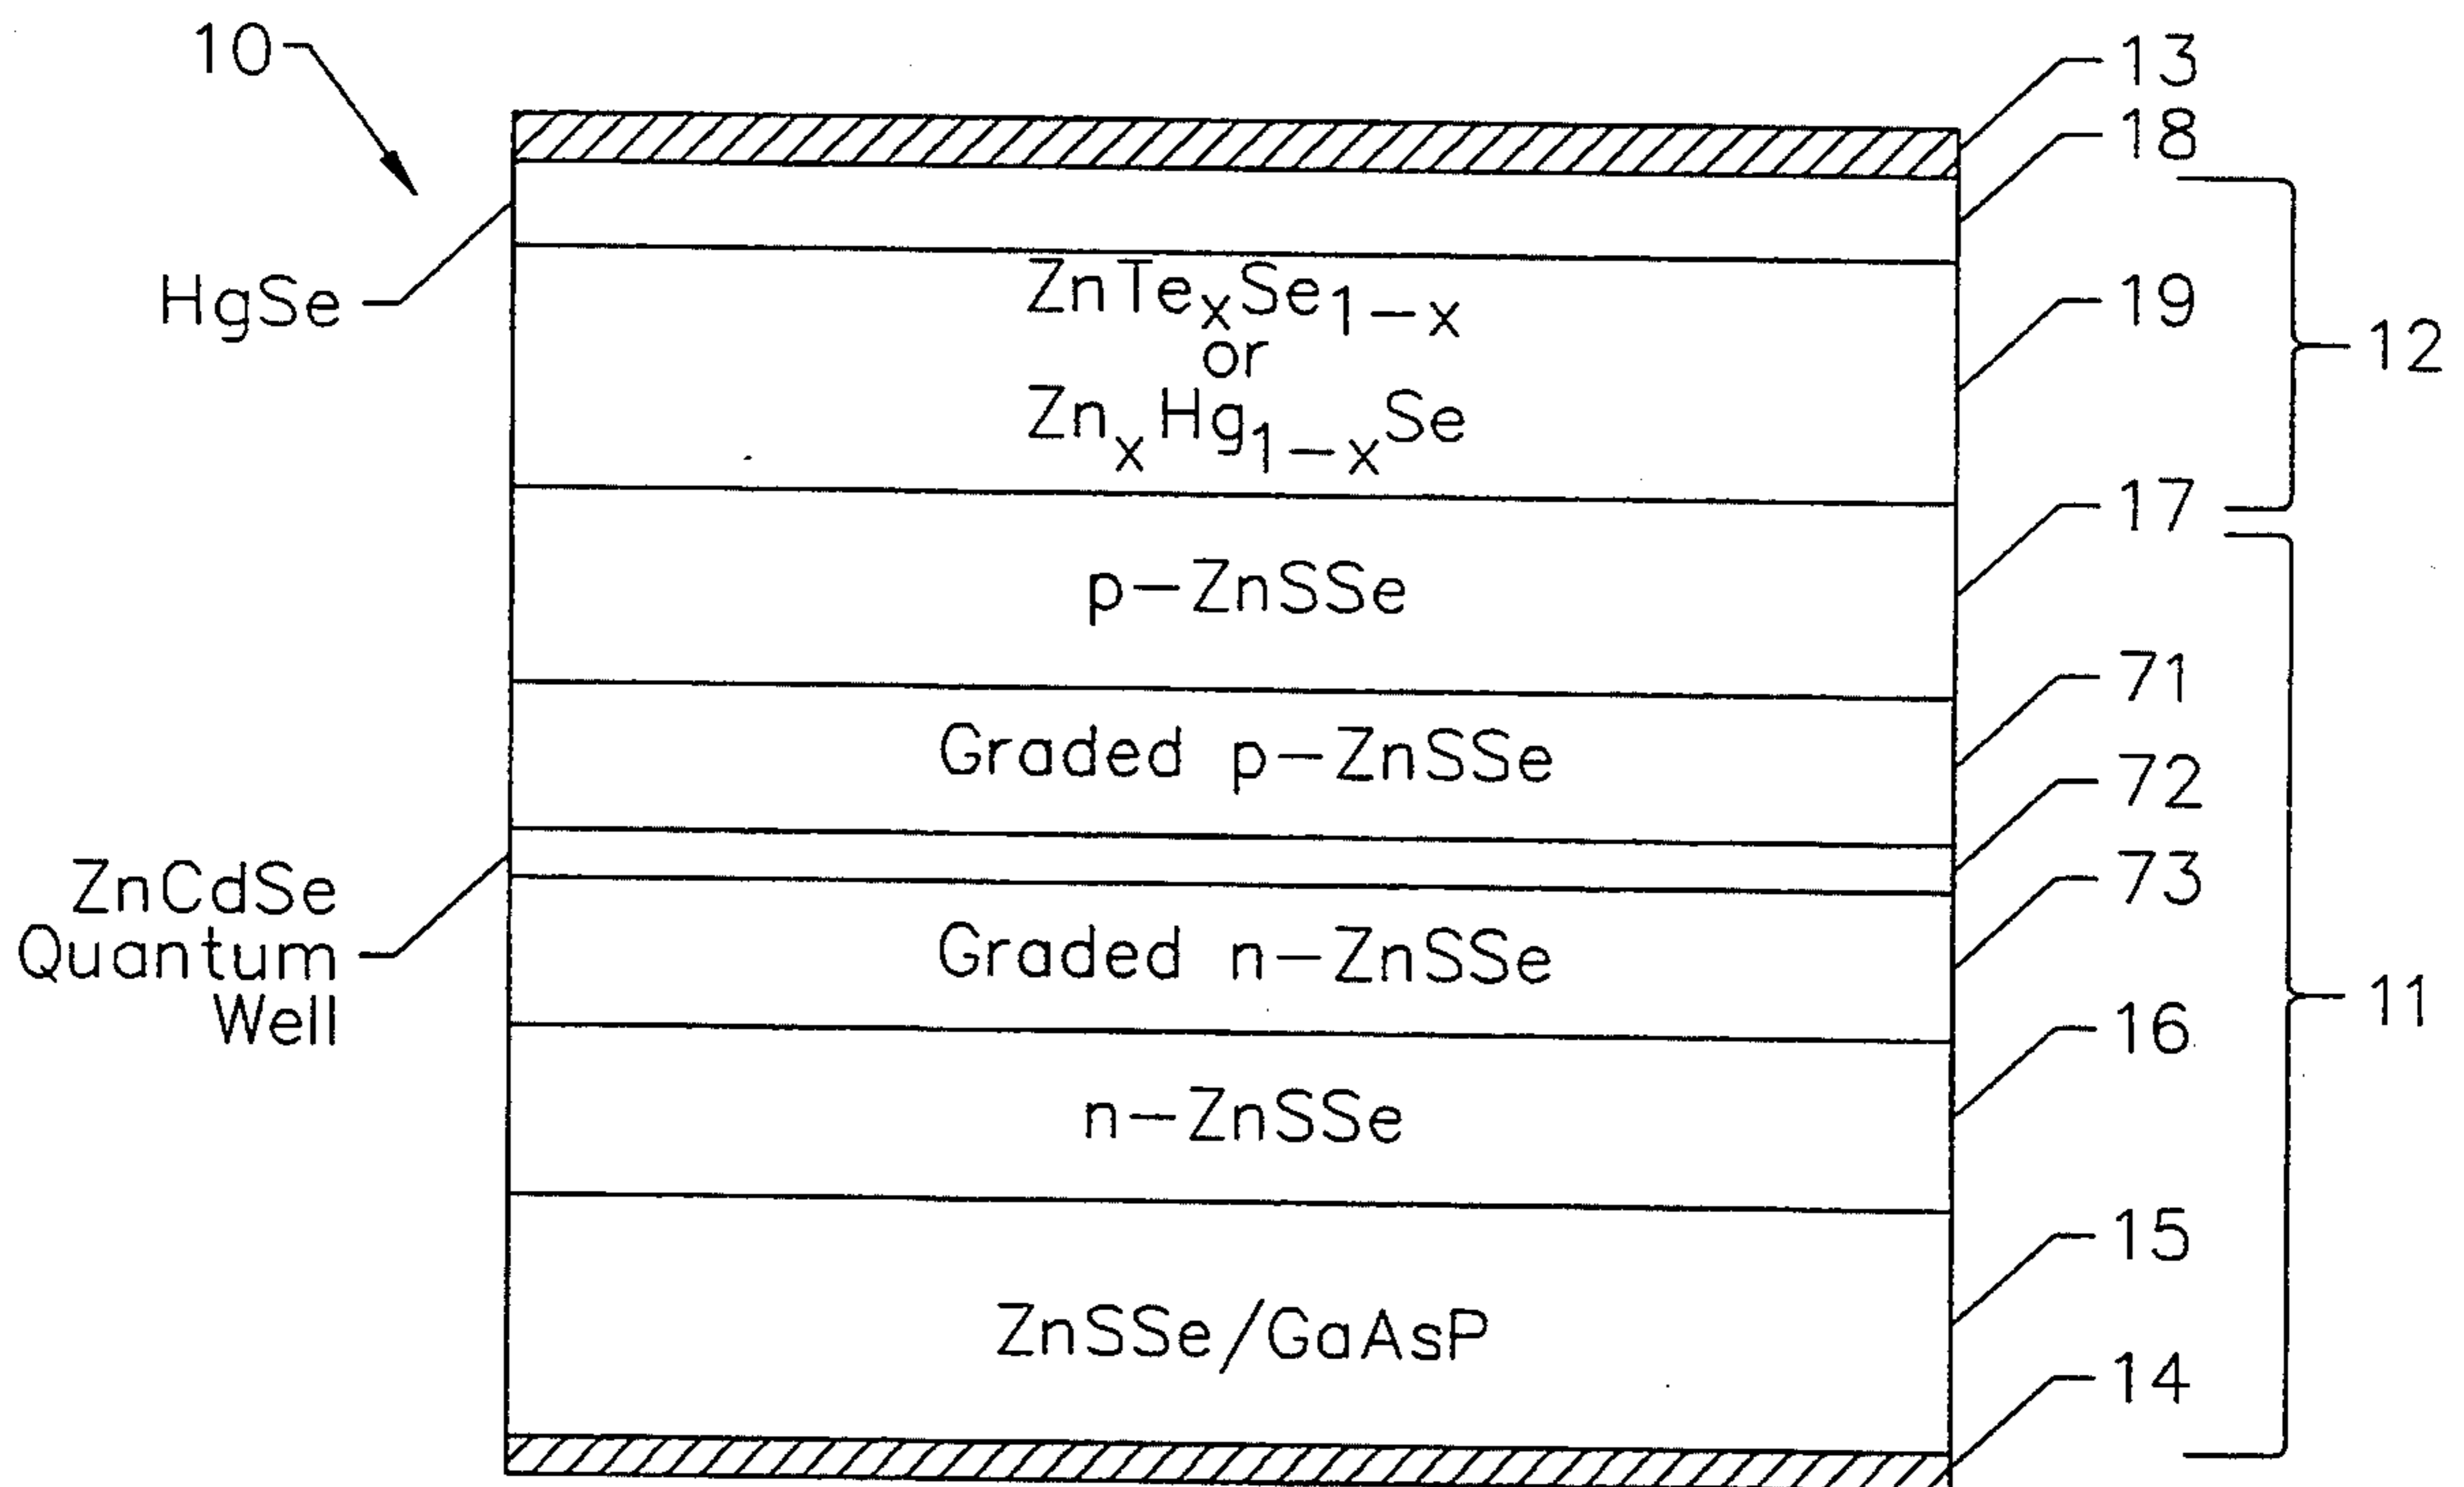 10
13
18
HgSe
ZnTexSe1-x
or
ZnxHg1-xSe
19
12
p-ZnSSe
17
Graded p-ZnSSe
71
72
ZnCdSe
Quantum
Well
73
Graded n-ZnSSe
11
n-ZnSSe
16
15
ZnSSe/GaAsP
14